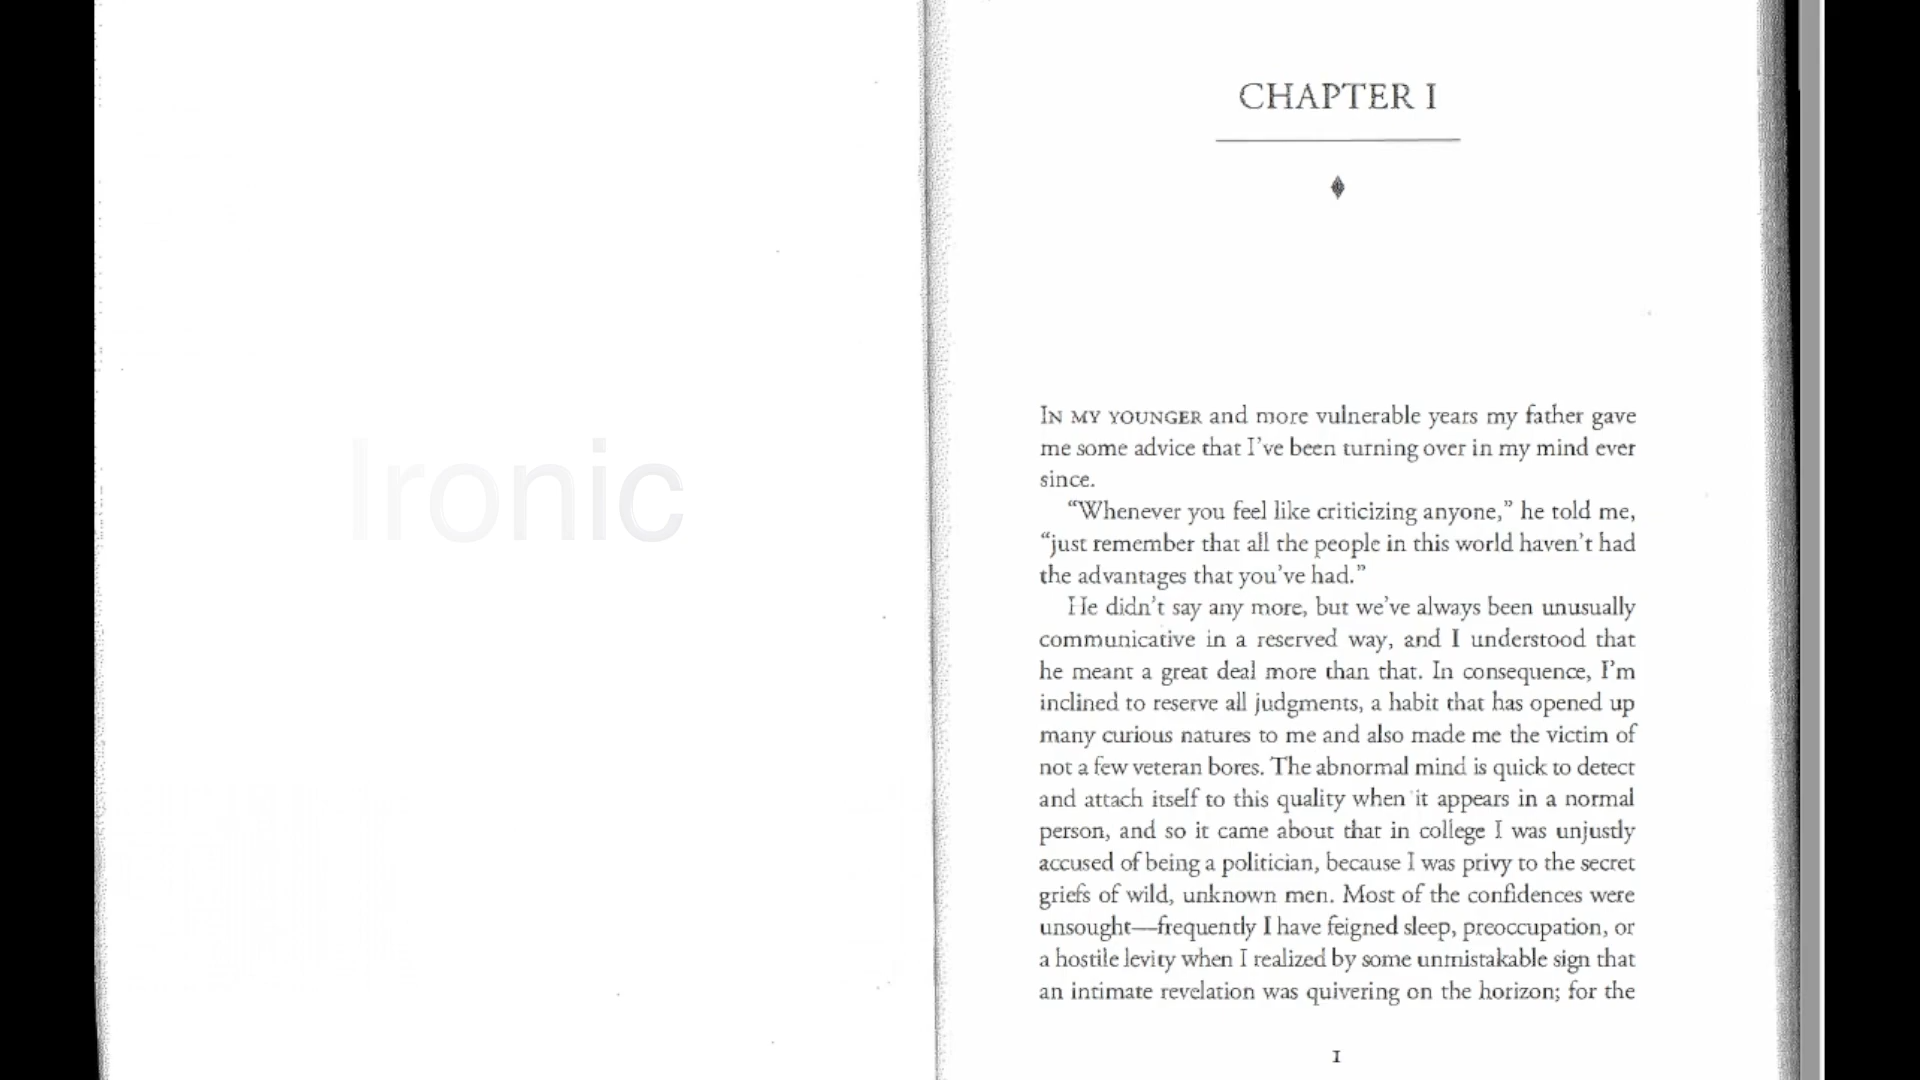 Ironic
CHAPTER I
IN MY YOUNGER and more vulnerable years my father gave
me some advice that I've been turning over in my mind ever
since.
“Whenever you feel like criticizing anyone,” he told me,
“just remember that all the people in this world haven't had
the advantages that you've had.”
He didn't say any more, but we've always been unusually
communicative in a reserved way, and I understood that
he meant a great deal more than that. In consequence, I'm
inclined to reserve all judgments, a habit that has opened up
many curious natures to me and also made me the victim of
not a few veteran bores. The abnormal mind is quick to detect
and attach itself to this quality when it appears in a normal
person, and so it came about that in college I was unjustly
accused of being a politician, because I was privy to the secret
griefs of wild, unknown men. Most of the confidences were
unsought—frequently I have feigned sleep, preoccupation, or
a hostile levity when I realized by some unmistakable sign that
an intimate revelation was quivering on the horizon; for the
I